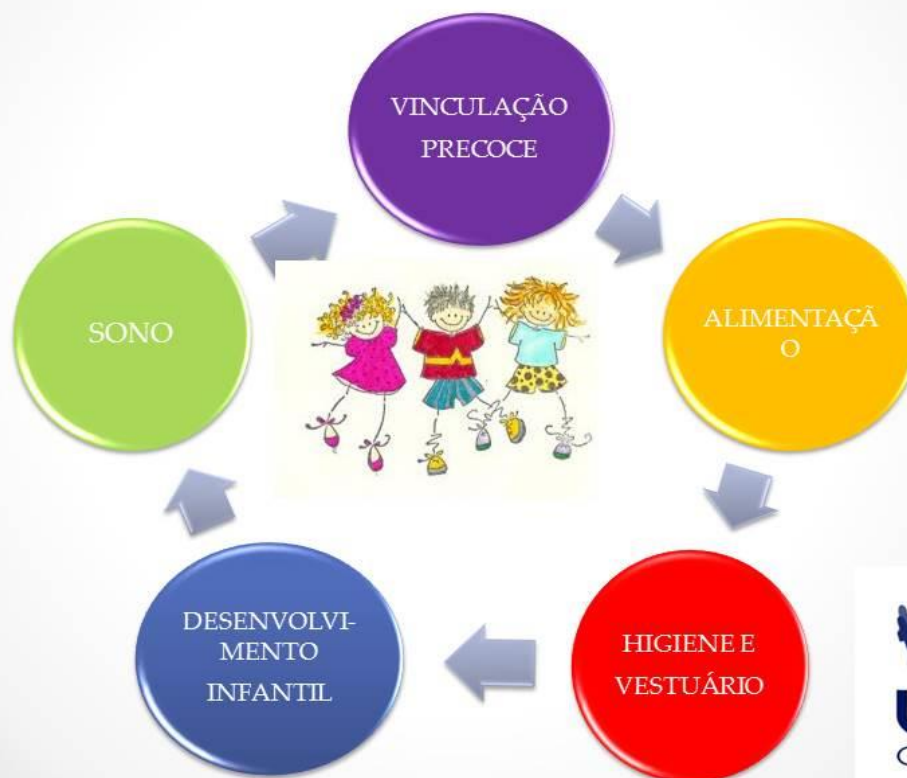 VINCULAÇÃO
PRECOCE
ALIMENTAÇÃ
O
HIGIENE E
VESTUÁRIO
DESENVOLVI-
MENTO
INFANTIL
SONO